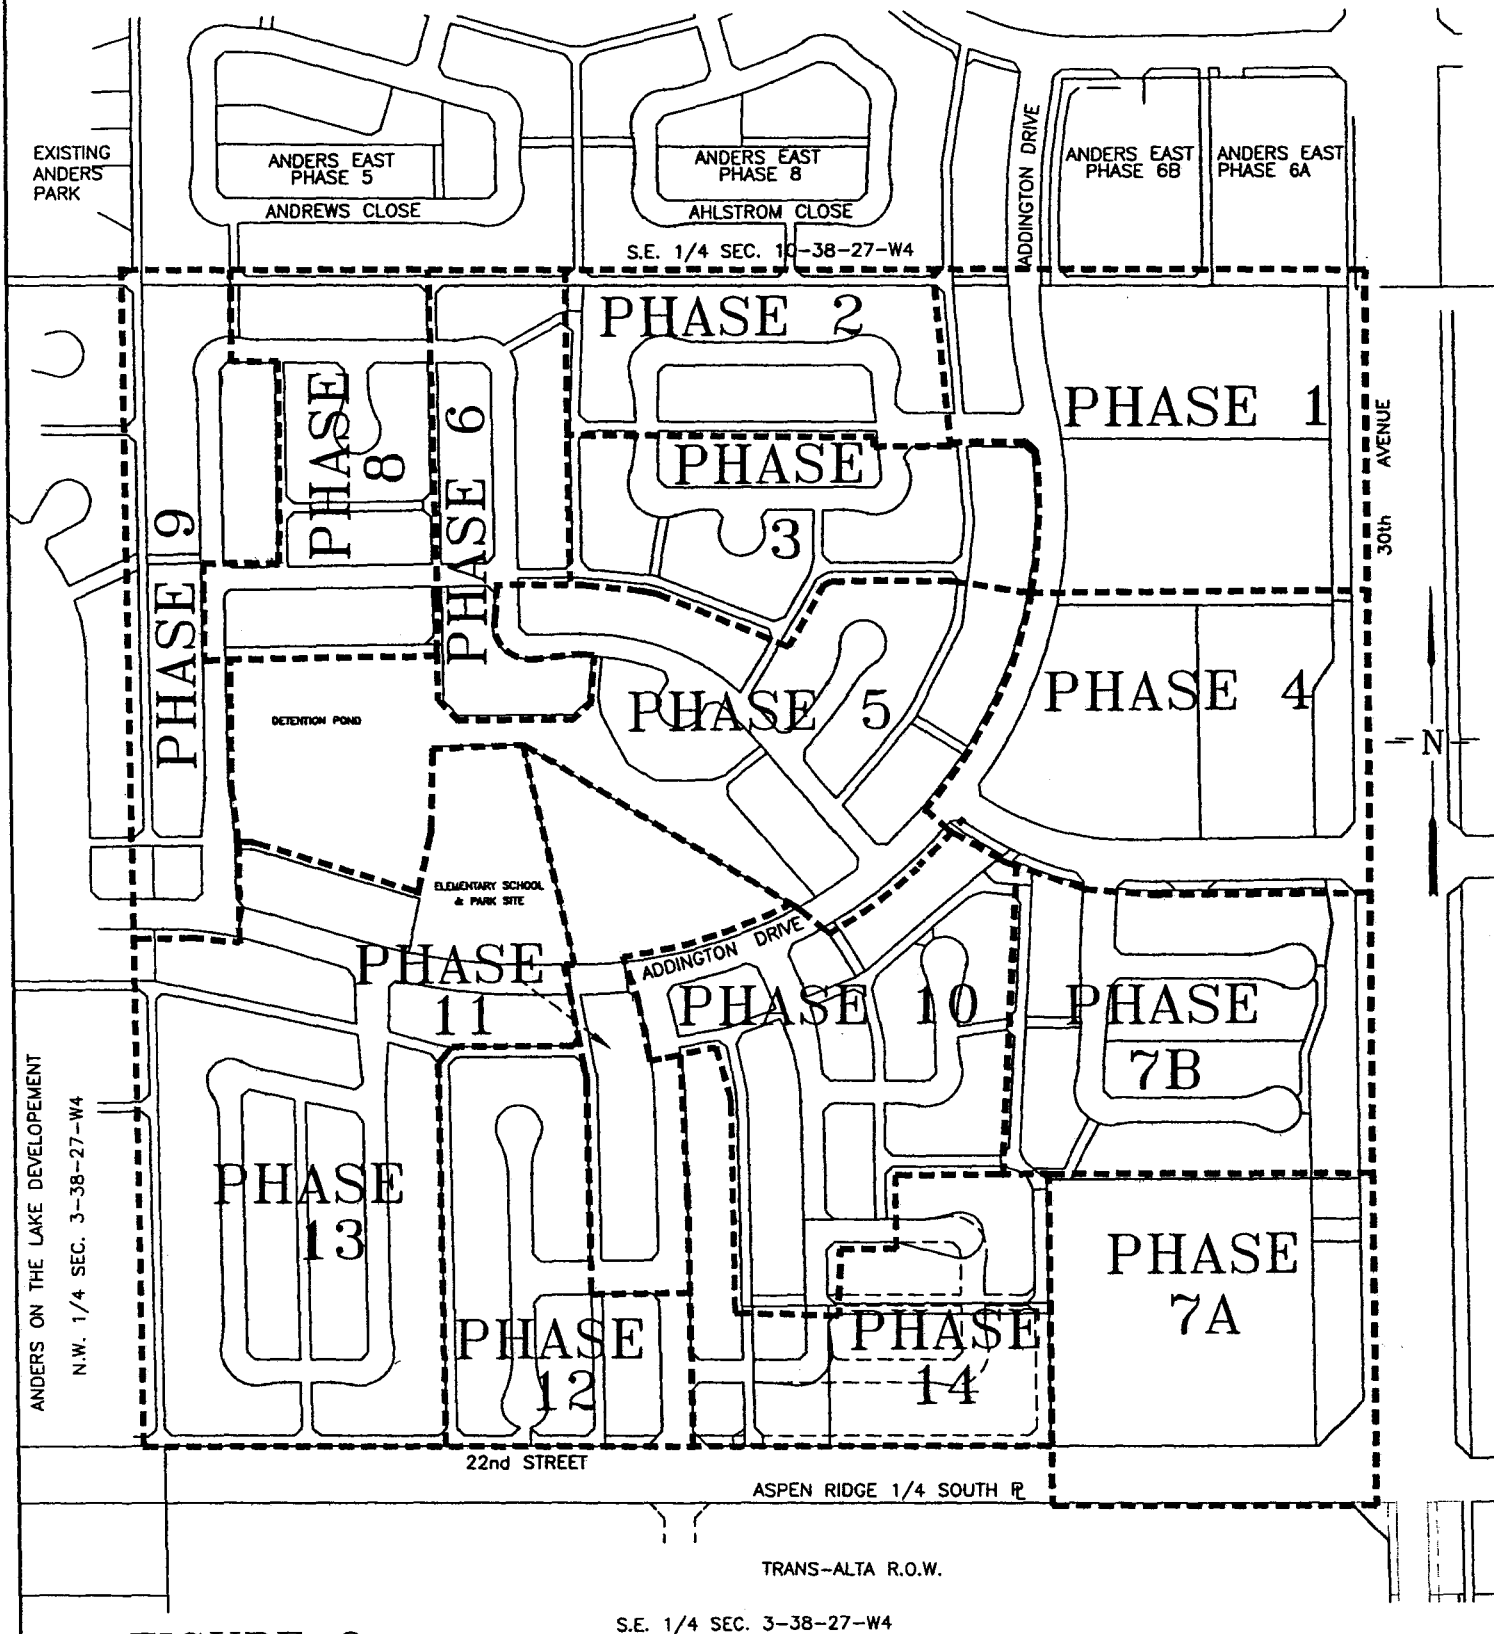 EXISTING
ANDERS
PARK
ANDERS EAST
PHASE 5
ANDREWS CLOSE
ANDERS EAST
PHASE 8
AHLSTROM CLOSE
ADDINGTON DRIVE
ANDERS EAST
PHASE 6B
ANDERS EAST
PHASE 6A
S.E. 1/4 SEC. 10-38-27-W4
PHASE 2
PHASE 1
30th AVENUE
PHASE
8
PHASE 6
PHASE
3
PHASE 9
PHASE 4
PHASE 5
DETENTION POND
N
ELEMENTARY SCHOOL
& PARK SITE
ADDINGTON DRIVE
PHASE
11
PHASE 10
PHASE
7B
ANDERS ON THE LAKE DEVELOPEMENT
N.W. 1/4 SEC. 3-38-27-W4
PHASE
13
PHASE
7A
PHASE
12
PHASE
14
22nd STREET
ASPEN RIDGE 1/4 SOUTH PL
TRANS-ALTA R.O.W.
S.E. 1/4 SEC. 3-38-27-W4